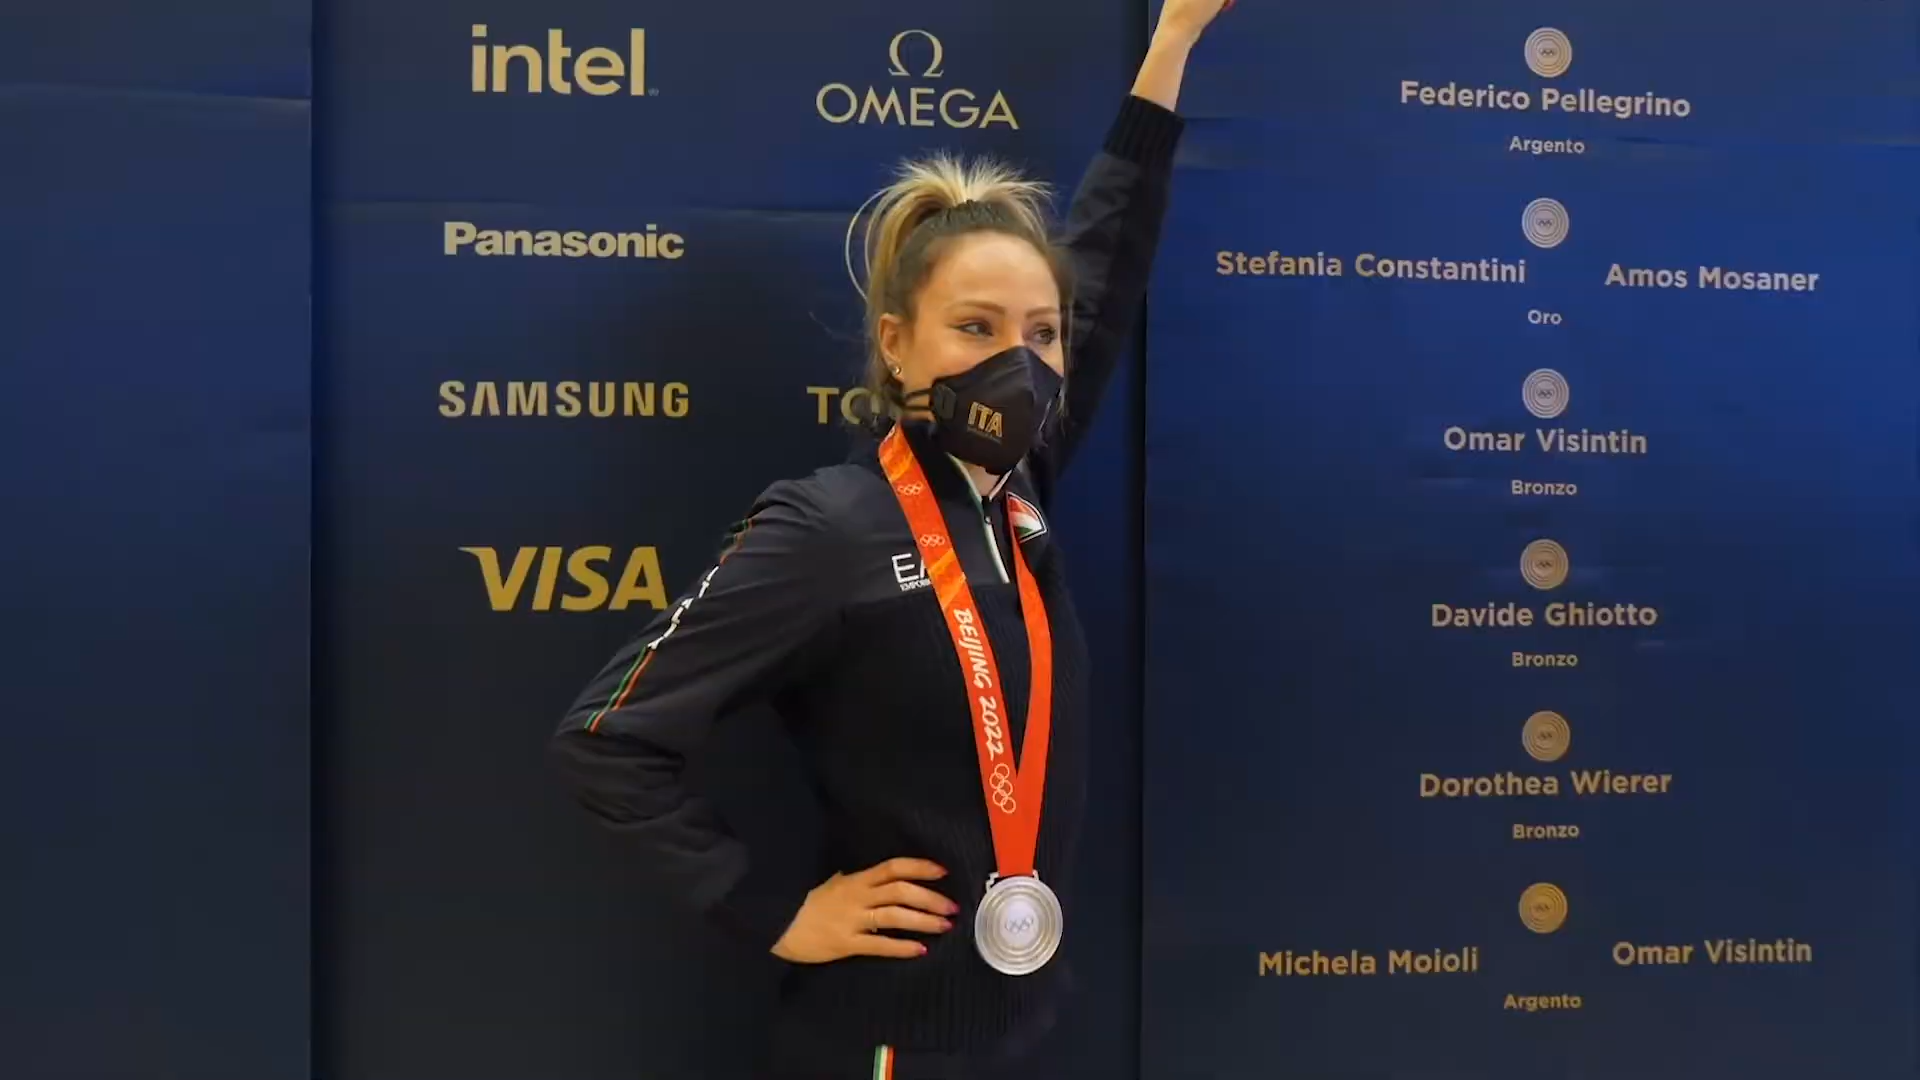 intel
OMEGA
Panasonic
SAMSUNG
VISA
ITA
BEIJING 2022
Federico Pellegrino
Argento
Stefania Constantini
Amos Mosaner
Oro
Omar Visintin
Bronzo
Davide Ghiotto
Bronzo
Dorothea Wierer
Bronzo
Michela Moioli
Omar Visintin
Argento